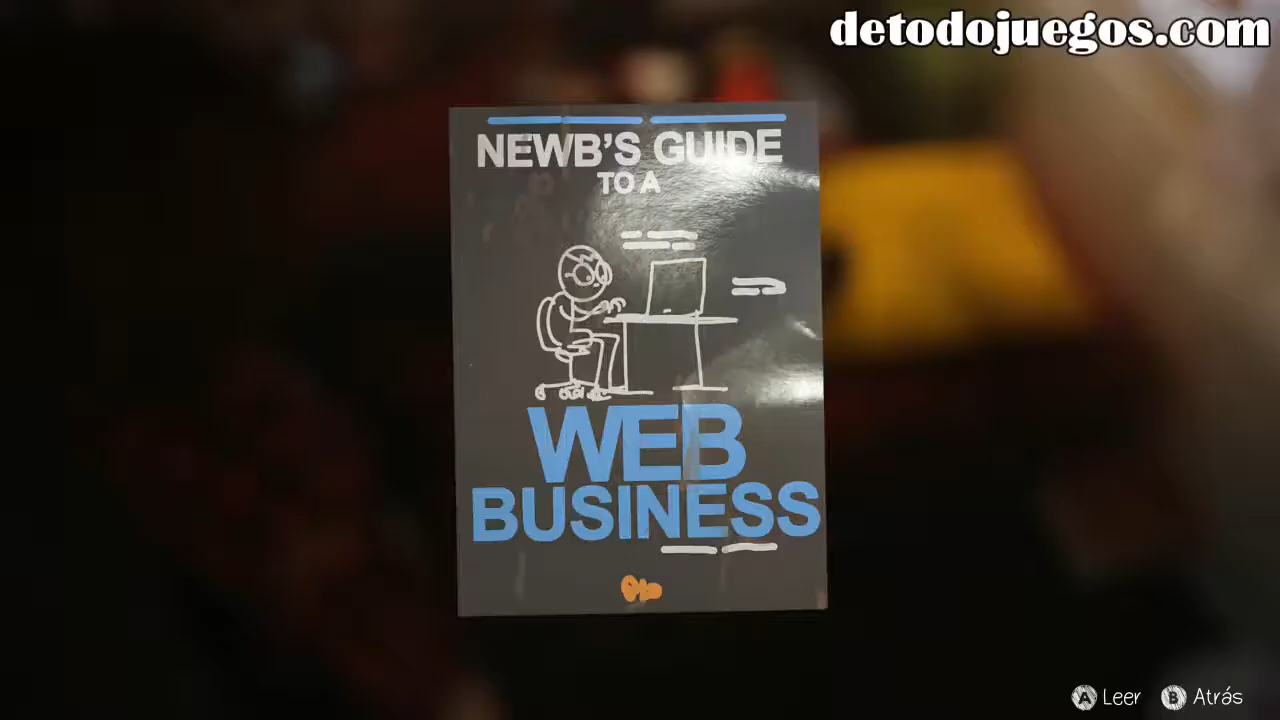 detodojuegos.com
NEWB'S GUIDE
TO A
WEB
BUSINESS
A Leer B Atrás